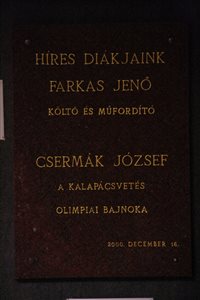 HÍRES DIÁKJAINK
FARKAS JENŐ
KÖLTŐ ÉS MŰFORDÍTÓ
CSERMÁK JÓZSEF
A KALAPÁCSVETÉS
OLIMPIAI BAJNOKA
2000. DECEMBER 16.